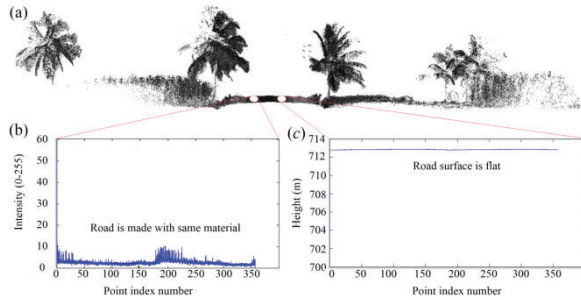 (a)
(b)
60
50
40
30
20
10
0
Intensity (0-255)
Road is made with same material
0 50 100 150 200 250 300 350
Point index number
(c)
714
712
710
708
706
704
702
700
Height (m)
Road surface is flat
0 50 100 150 200 250 300 350
Point index number